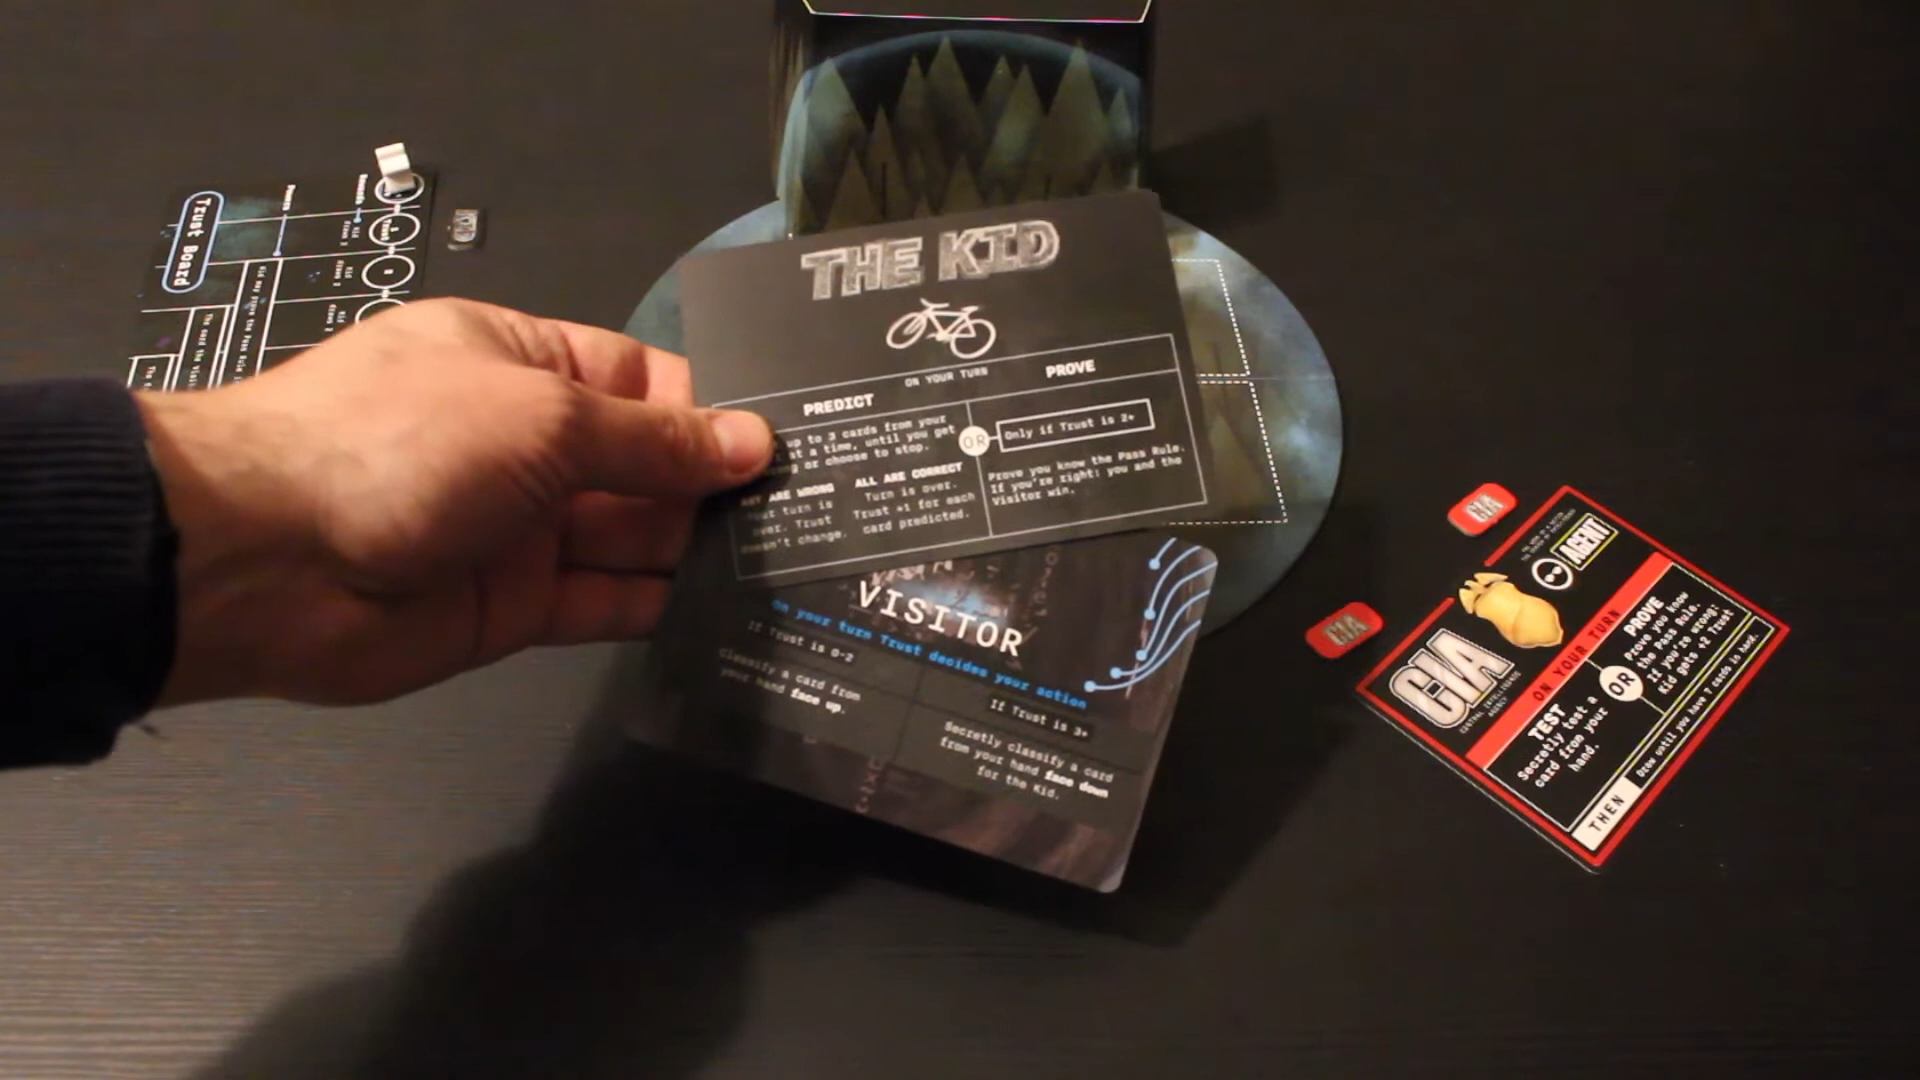 THE KID
ON YOUR TURN
PREDICT
up to 3 cards from your
at a time, until you get
or choose to stop.
ANY ARE WRONG
Your turn is
over. Trust
doesn't change.
ALL ARE CORRECT
Turn is over.
Trust +1 for each
card predicted.
OR
PROVE
Only if Trust is 2+
Prove you know the Pass Rule.
If you're right: you and the
Visitor win.
VISITOR
On your turn Trust decides your action
If Trust is 0-2
Classify a card from
your hand face up.
If Trust is 3+
Secretly classify a card
from your hand face down
for the Kid.
Trust Board
CIA
CIA
CIA
CENTRAL INTELLIGENCE
AGENCY
AGENT
ON YOUR TURN
TEST
Secretly test a
card from your
hand.
OR
PROVE
Prove you know
the Pass Rule.
If you're wrong:
Kid gets +2 Trust
THEN
Draw until you have 7 cards in hand.